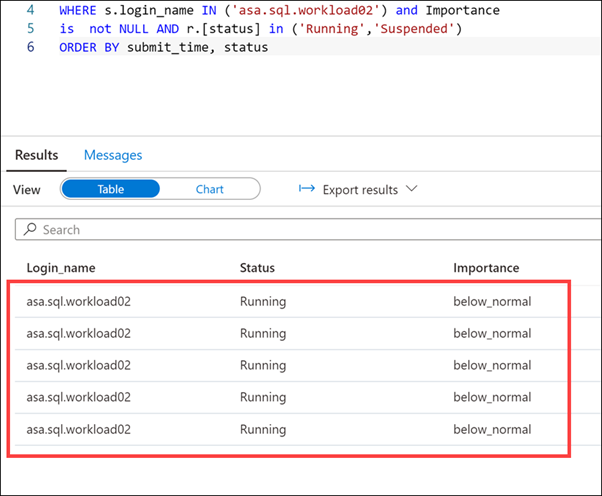 4 WHERE s.login_name IN ('asa.sql.workload02') and Importance
5 is  not NULL AND r.[status] in ('Running','Suspended')
6 ORDER BY submit_time, status
Results Messages
View Table Chart Export results
Search
Login_name Status Importance
asa.sql.workload02 Running below_normal
asa.sql.workload02 Running below_normal
asa.sql.workload02 Running below_normal
asa.sql.workload02 Running below_normal
asa.sql.workload02 Running below_normal